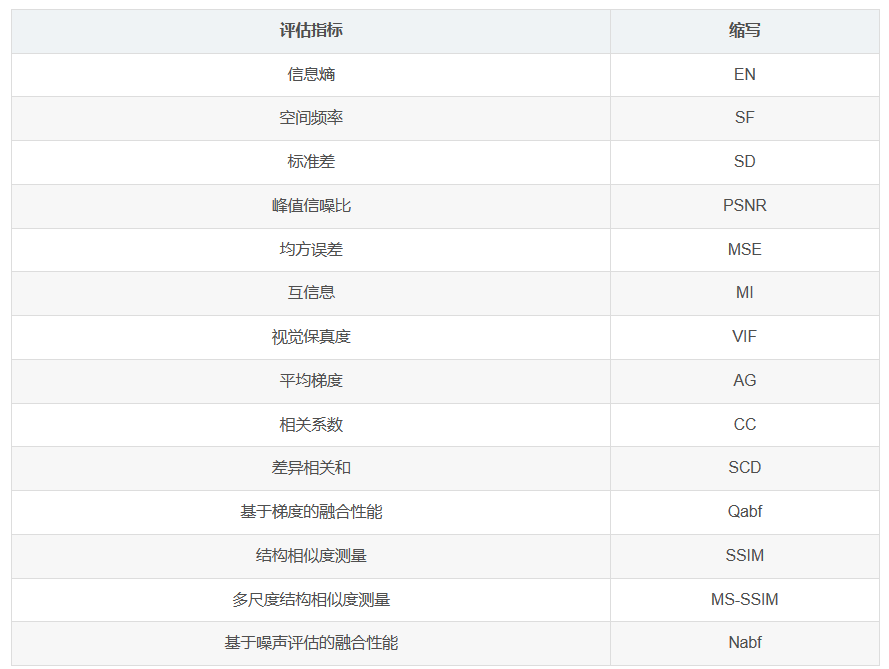 评估指标 缩写
信息熵 EN
空间频率 SF
标准差 SD
峰值信噪比 PSNR
均方误差 MSE
互信息 MI
视觉保真度 VIF
平均梯度 AG
相关系数 CC
差异相关和 SCD
基于梯度的融合性能 Qabf
结构相似度测量 SSIM
多尺度结构相似度测量 MS-SSIM
基于噪声评估的融合性能 Nabf